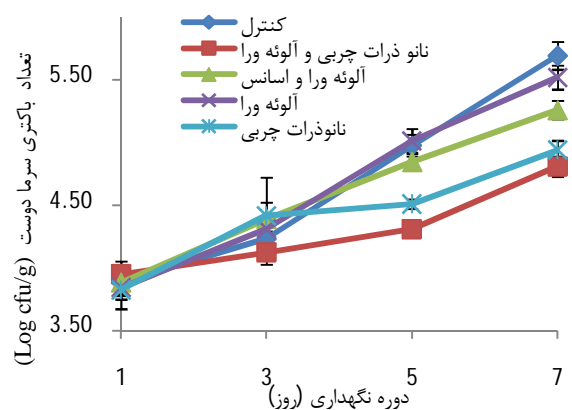 کنترل
نانو ذرات چربی و آلوئه ورا
آلوئه ورا و اسانس
آلوئه ورا
نانوذرات چربی
تعداد باکتری سرما دوست (Log cfu/g)
5.50
4.50
3.50
1 3 5 7
دوره نگهداری (روز)